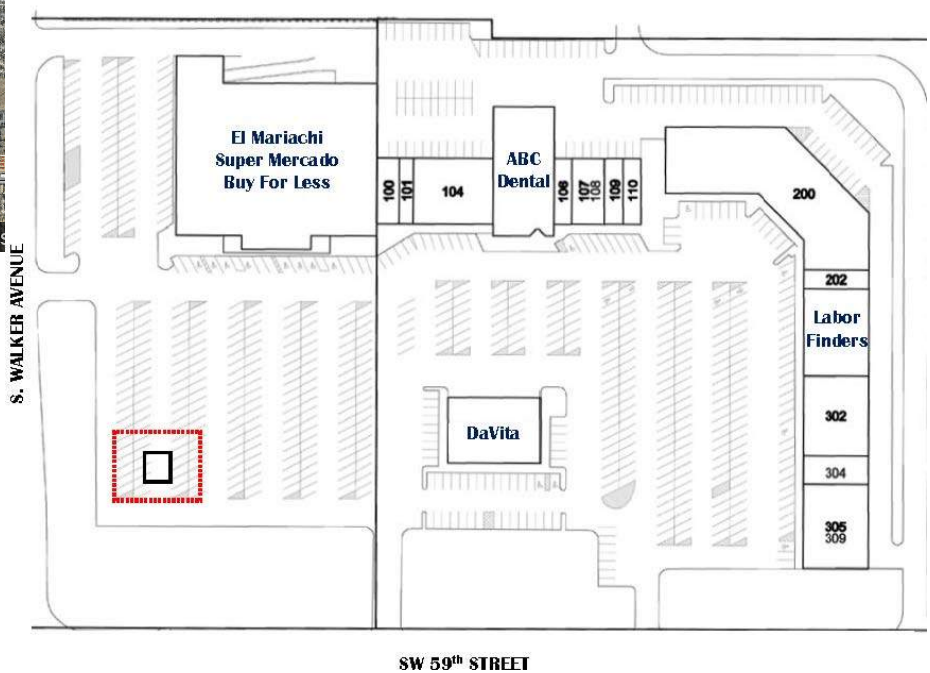 El Mariachi
Super Mercado
Buy For Less
100
101
104
ABC
Dental
106
107
108
109
110
200
202
Labor
Finders
302
304
305
309
DaVita
S. WALKER AVENUE
SW 59th STREET